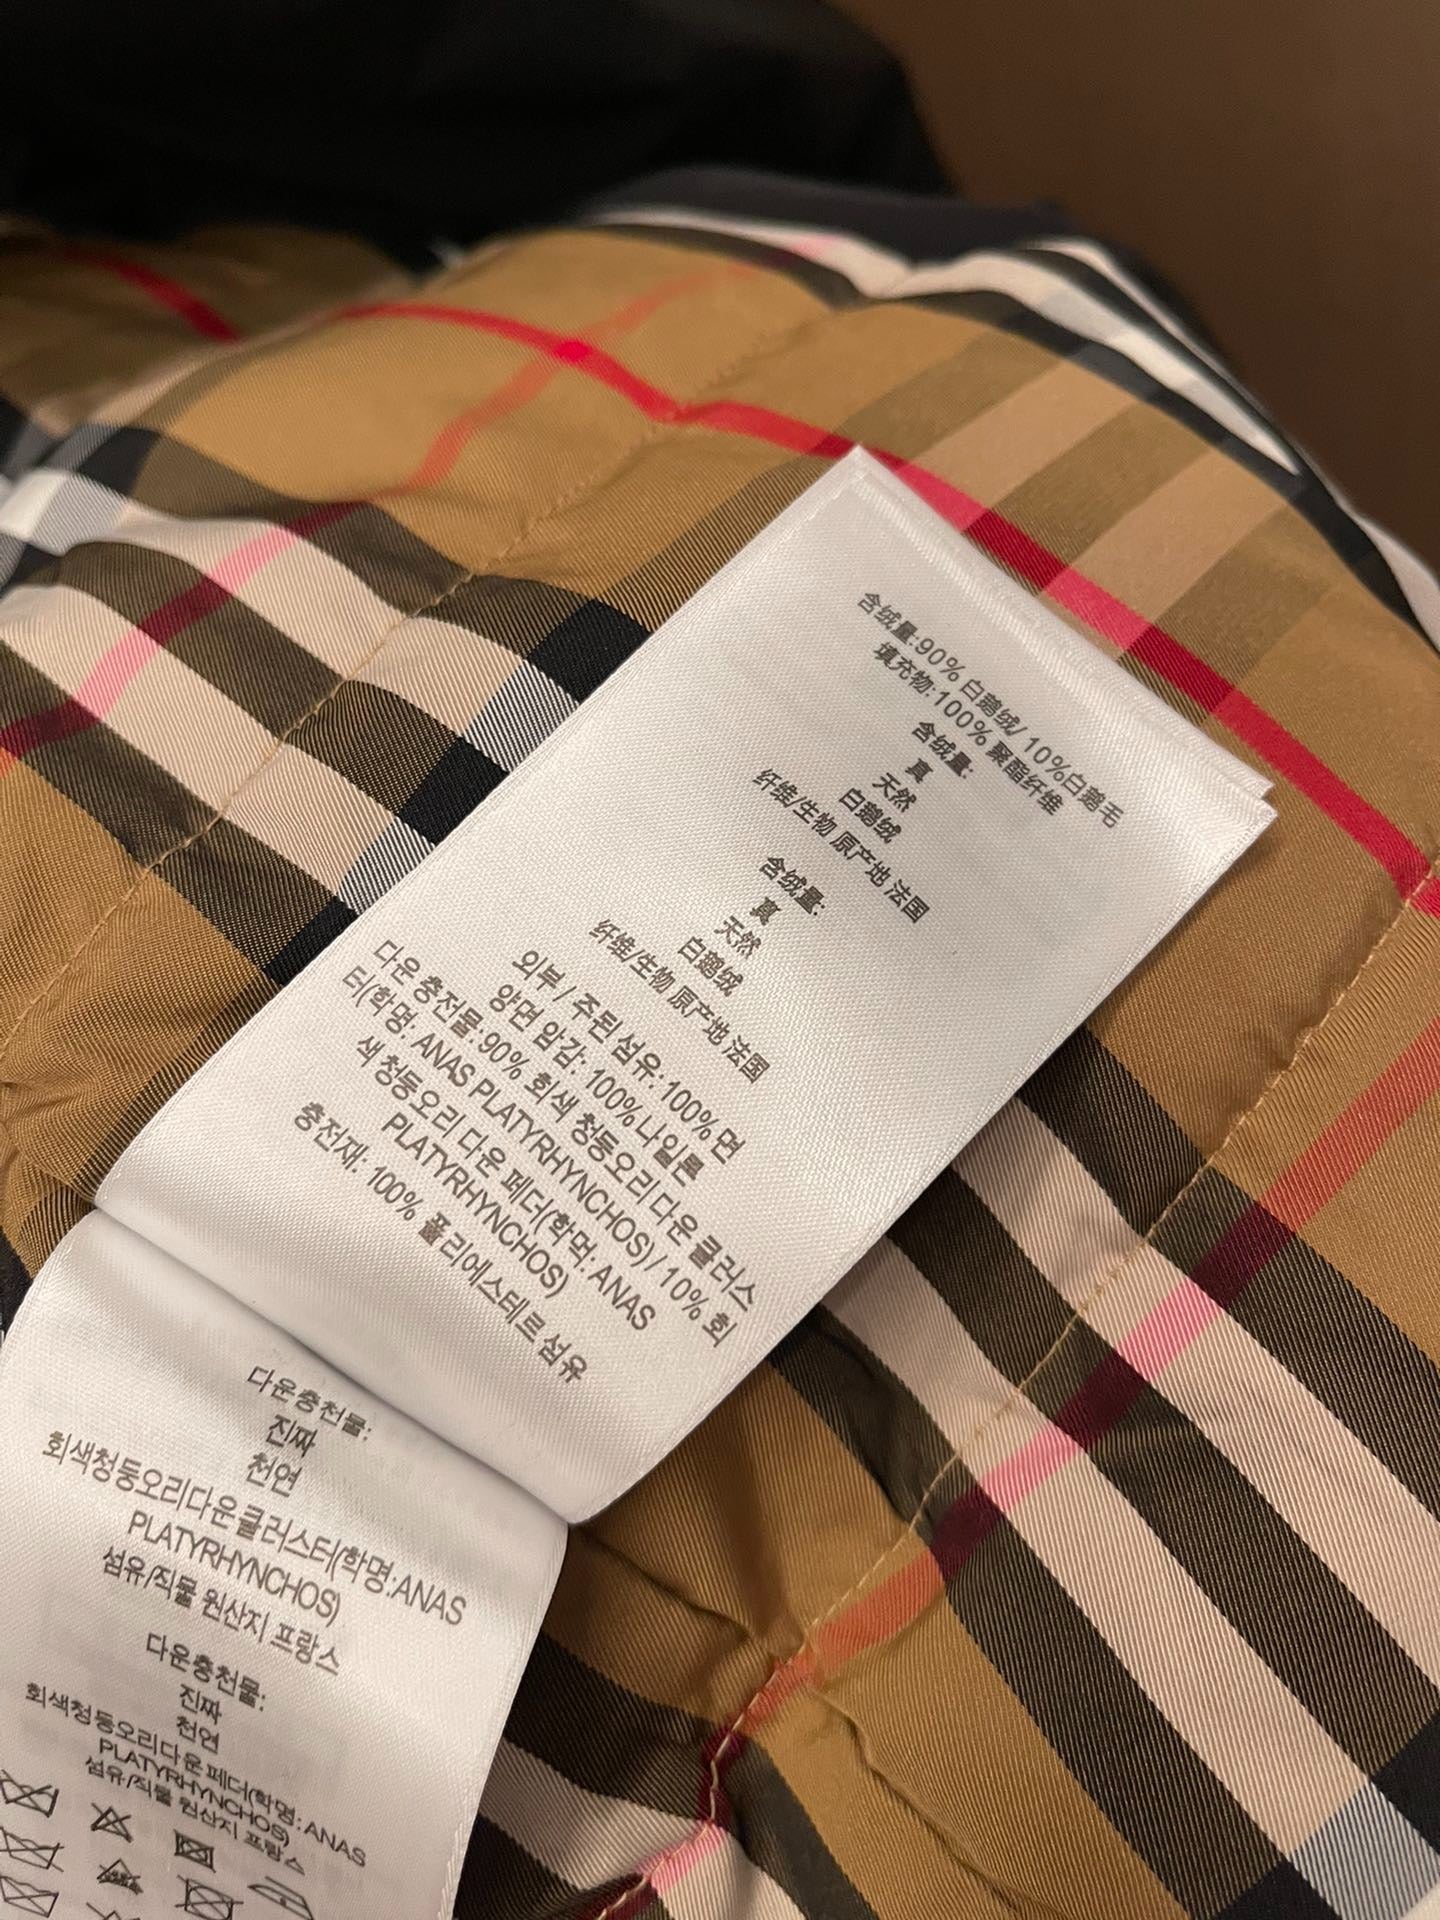 含绒量:90% 白鹅绒/ 10%白鹅毛
填充物:100% 聚酯纤维
含绒量:
真
天然
白鹅绒
纤维/生物 原产地 法国
含绒量:
真
天然
白鹅绒
纤维/生物 原产地 法国
외부 / 주된 섬유: 100% 면
양면 암감: 100%나일론
다운 충전물:90% 회색 청둥오리 다운 클러스
터(학명: ANAS PLATYRHYNCHOS) / 10% 회
색 청둥오리 다운 페더(학먹: ANAS
PLATYRHYNCHOS)
충전재: 100% 폴리에스테르 섬유
다운충천물:
진짜
천연
회색청둥오리다운클러스터(학명:ANAS
PLATYRHYNCHOS)
섬유/직물 원산지 프랑스
다운충천물:
진짜
천연
회색청둥오리다운페더(학명: ANAS
PLATYRHYNCHOS)
섬유/직물 원산지 프랑스